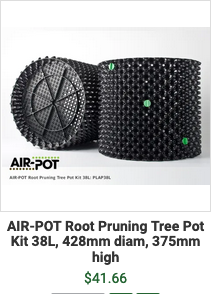 AIR-POT
AIR-POT Root Pruning Tree Pot Kit 38L: PLAP38L
AIR-POT Root Pruning Tree Pot
Kit 38L, 428mm diam, 375mm
high
$41.66